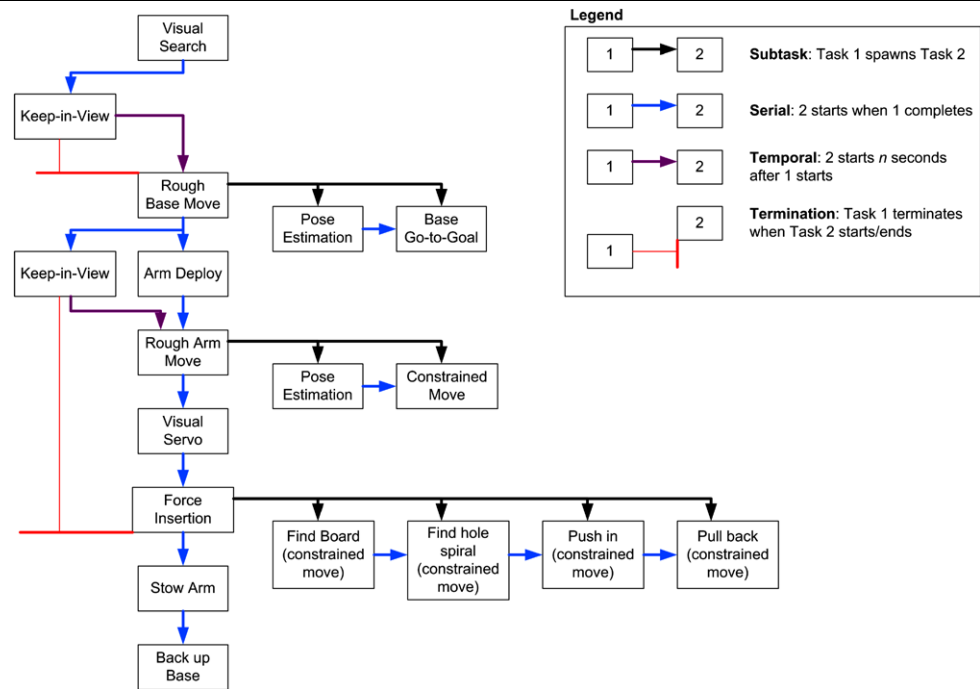 Visual
Search
Keep-in-View
Rough
Base Move
Pose
Estimation
Base
Go-to-Goal
Keep-in-View
Arm Deploy
Rough Arm
Move
Pose
Estimation
Constrained
Move
Visual
Servo
Force
Insertion
Find Board
(constrained
move)
Find hole
spiral
(constrained
move)
Push in
(constrained
move)
Pull back
(constrained
move)
Stow Arm
Back up
Base
Legend
1
2
Subtask: Task 1 spawns Task 2
1
2
Serial: 2 starts when 1 completes
1
2
Temporal: 2 starts n seconds
after 1 starts
1
2
Termination: Task 1 terminates
when Task 2 starts/ends